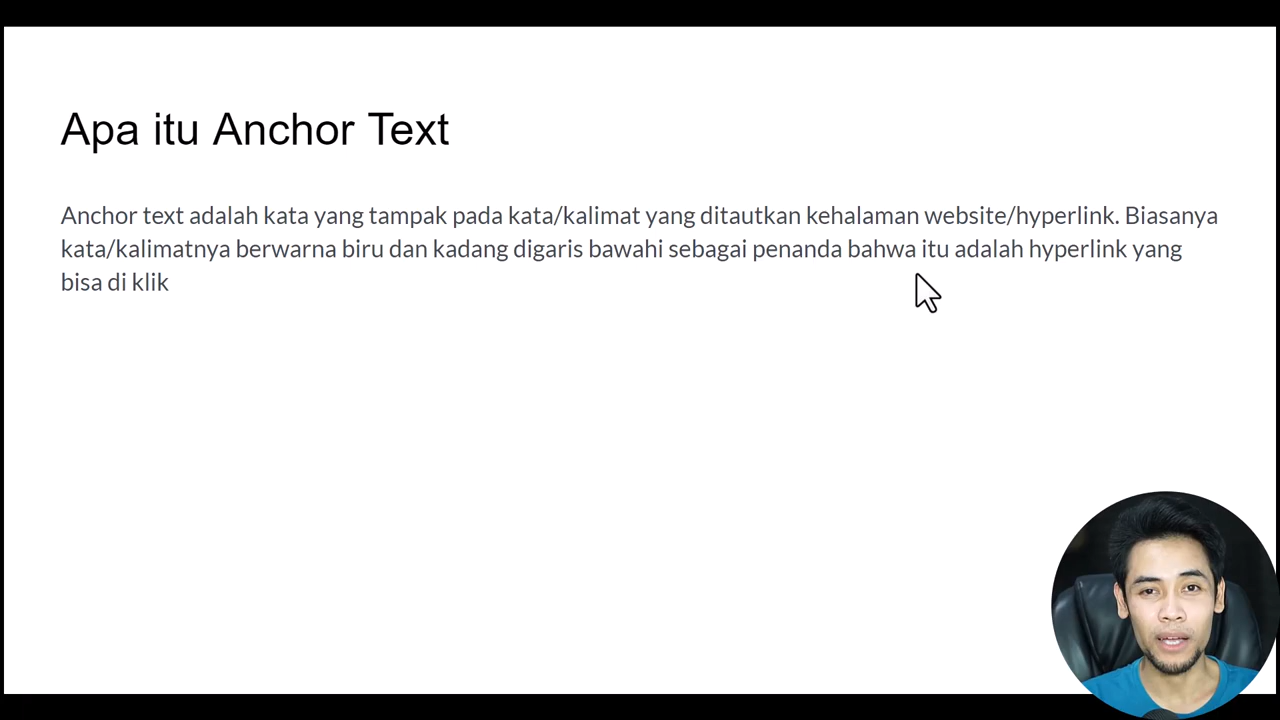 Apa itu Anchor Text
Anchor text adalah kata yang tampak pada kata/kalimat yang ditautkan kehalaman website/hyperlink. Biasanya
kata/kalimatnya berwarna biru dan kadang digaris bawahi sebagai penanda bahwa itu adalah hyperlink yang
bisa di klik